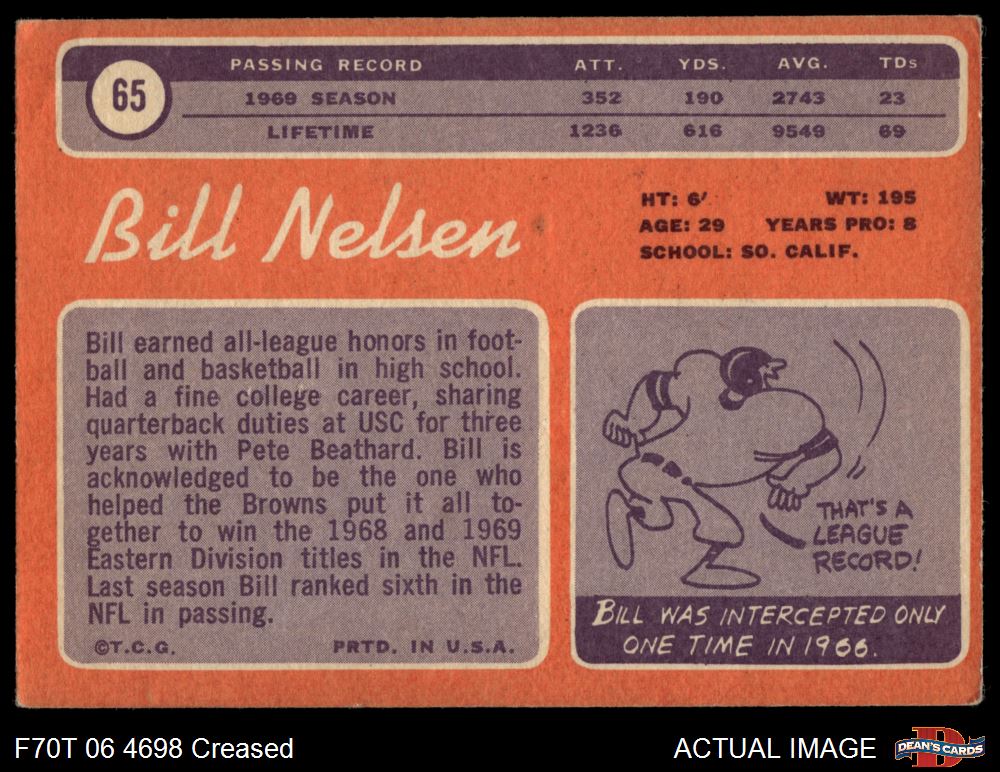 65
PASSING RECORD ATT. YDS. AVG. TDs
1969 SEASON 352 190 2743 23
LIFETIME 1236 616 9549 69
Bill Nelsen
HT: 6' WT: 195
AGE: 29 YEARS PRO: 8
SCHOOL: SO. CALIF.
Bill earned all-league honors in foot-
ball and basketball in high school.
Had a fine college career, sharing
quarterback duties at USC for three
years with Pete Beathard. Bill is
acknowledged to be the one who
helped the Browns put it all to-
gether to win the 1968 and 1969
Eastern Division titles in the NFL.
Last season Bill ranked sixth in the
NFL in passing.
©T.C.G. PRTD. IN U.S.A.
THAT'S A
LEAGUE
RECORD!
BILL WAS INTERCEPTED ONLY
ONE TIME IN 1966.
F70T 06 4698 Creased
ACTUAL IMAGE
DEAN'S CARDS